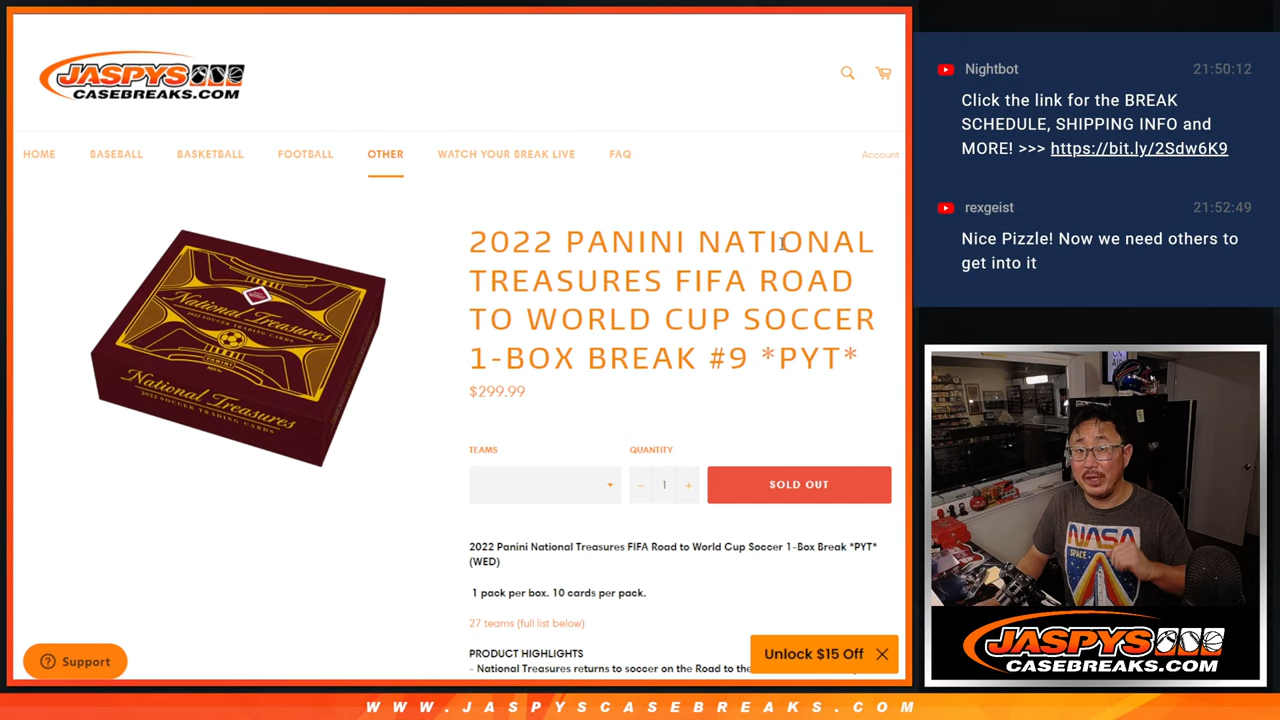 JASPYS
CASEBREAKS.COM
HOME BASEBALL BASKETBALL FOOTBALL OTHER WATCH YOUR BREAK LIVE FAQ Account
2022 PANINI NATIONAL
TREASURES FIFA ROAD
TO WORLD CUP SOCCER
1-BOX BREAK #9 *PYT*
$299.99
TEAMS QUANTITY
− 1 + SOLD OUT
2022 Panini National Treasures FIFA Road to World Cup Soccer 1-Box Break *PYT*
(WED)
1 pack per box. 10 cards per pack.
27 teams (full list below)
PRODUCT HIGHLIGHTS
- National Treasures returns to soccer on the Road to the
Support
Unlock $15 Off
National Treasures
2022 SOCCER TRADING CARDS
PANINI
National Treasures
2022 SOCCER TRADING CARDS
Nightbot 21:50:12
Click the link for the BREAK
SCHEDULE, SHIPPING INFO and
MORE! >>> https://bit.ly/2Sdw6K9
rexgeist 21:52:49
Nice Pizzle! Now we need others to
get into it
NASA
SPACE
JASPYS
CASEBREAKS.COM
WWW.JASPYSCASEBREAKS.COM